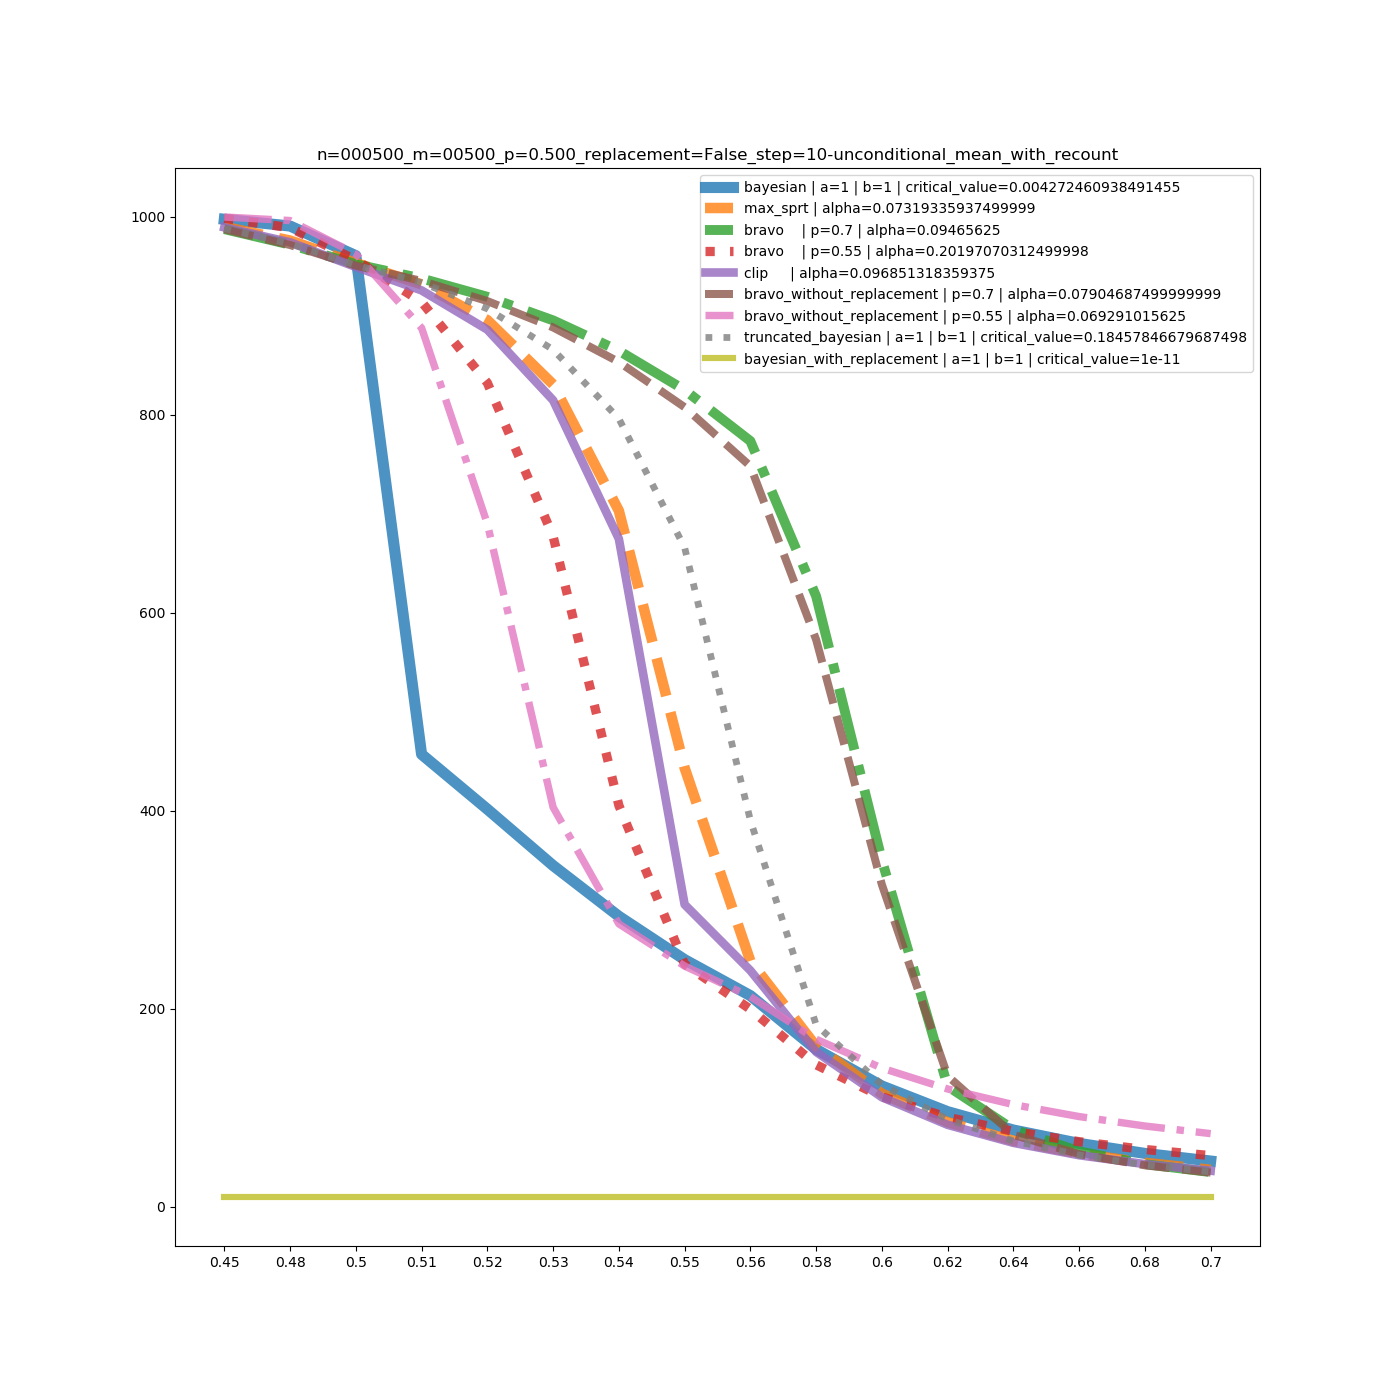 n=000500_m=00500_p=0.500_replacement=False_step=10-unconditional_mean_with_recount
bayesian | a=1 | b=1 | critical_value=0.004272460938491455
max_sprt | alpha=0.07319335937499999
bravo    | p=0.7 | alpha=0.09465625
bravo    | p=0.55 | alpha=0.20197070312499998
clip     | alpha=0.096851318359375
bravo_without_replacement | p=0.7 | alpha=0.07904687499999999
bravo_without_replacement | p=0.55 | alpha=0.069291015625
truncated_bayesian | a=1 | b=1 | critical_value=0.18457846679687498
bayesian_with_replacement | a=1 | b=1 | critical_value=1e-11
1000
800
600
400
200
0
0.45 0.48 0.5 0.51 0.52 0.53 0.54 0.55 0.56 0.58 0.6 0.62 0.64 0.66 0.68 0.7